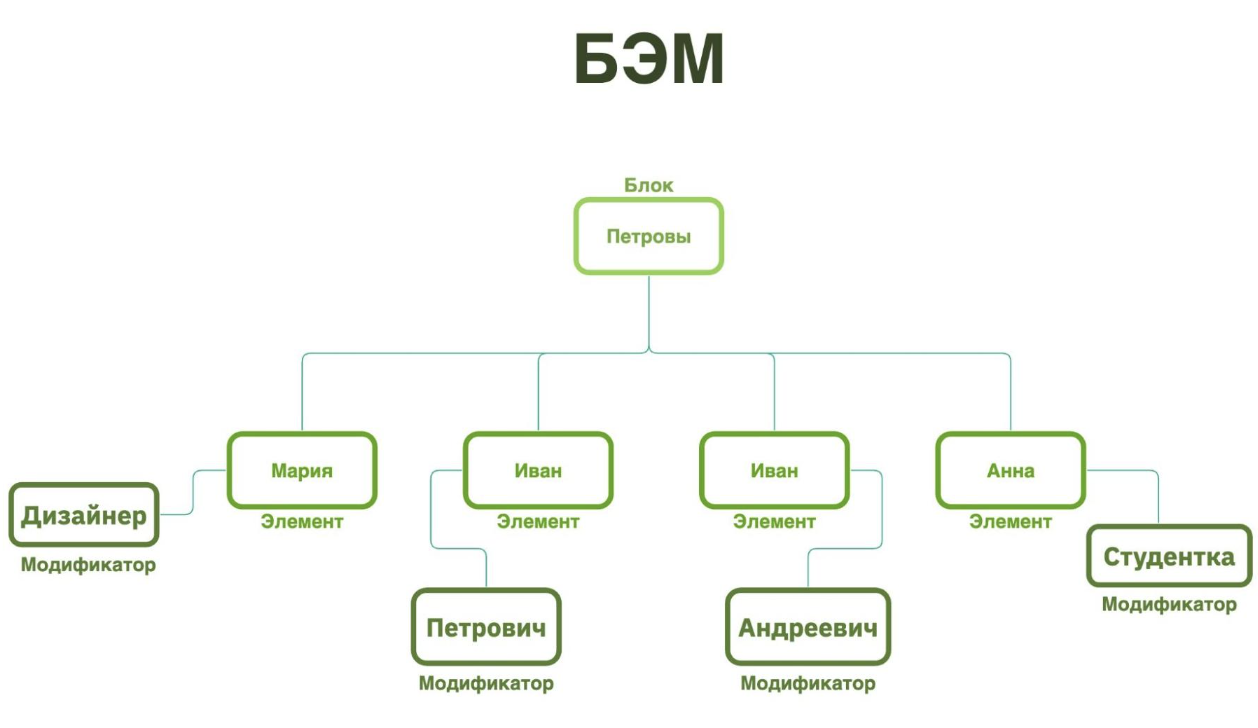 БЭМ
Блок
Петровы
Мария
Иван
Иван
Анна
Элемент
Элемент
Элемент
Элемент
Дизайнер
Модификатор
Студентка
Модификатор
Петрович
Андреевич
Модификатор
Модификатор